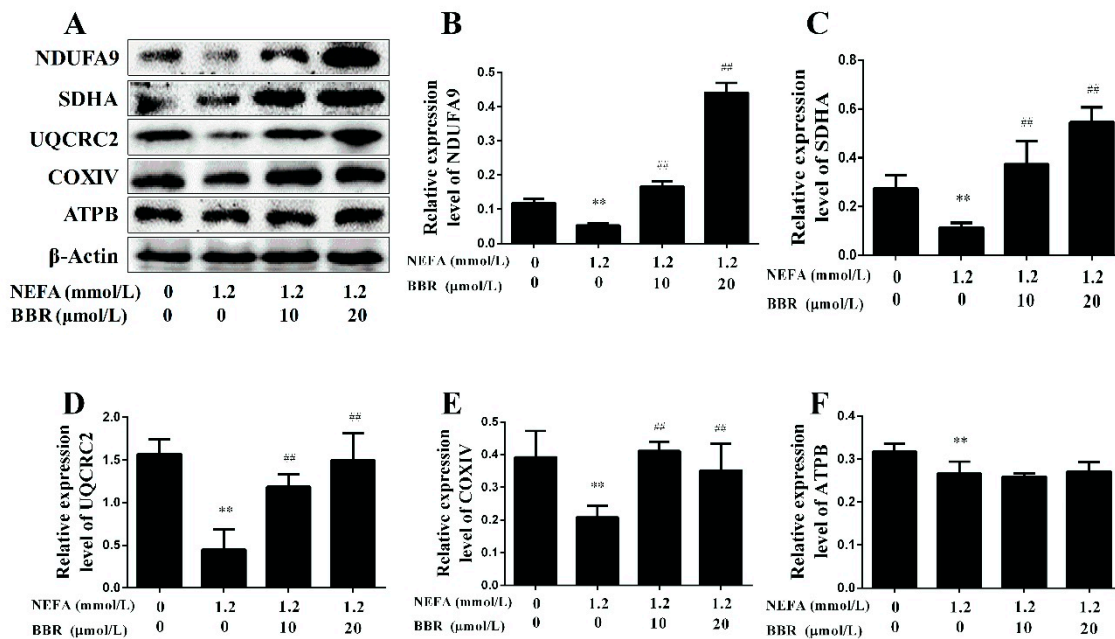 A
NDUFA9
SDHA
UQCRC2
COXIV
ATPB
β-Actin
NEFA (mmol/L) 0 1.2 1.2 1.2
BBR (μmol/L) 0 0 10 20
B
Relative expression
level of NDUFA9
0.5
0.4
0.3
0.2
0.1
0.0
**
##
##
NEFA (mmol/L) 0 1.2 1.2 1.2
BBR (μmol/L) 0 0 10 20
C
Relative expression
level of SDHA
0.8
0.6
0.4
0.2
0.0
**
##
##
NEFA (mmol/L) 0 1.2 1.2 1.2
BBR (μmol/L) 0 0 10 20
D
Relative expression
level of UQCRC2
2.0
1.5
1.0
0.5
0.0
**
##
##
NEFA (mmol/L) 0 1.2 1.2 1.2
BBR (μmol/L) 0 0 10 20
E
Relative expression
level of COXIV
0.5
0.4
0.3
0.2
0.1
0.0
**
##
##
NEFA (mmol/L) 0 1.2 1.2 1.2
BBR (μmol/L) 0 0 10 20
F
Relative expression
level of ATPB
0.4
0.3
0.2
0.1
0.0
**
NEFA (mmol/L) 0 1.2 1.2 1.2
BBR (μmol/L) 0 0 10 20